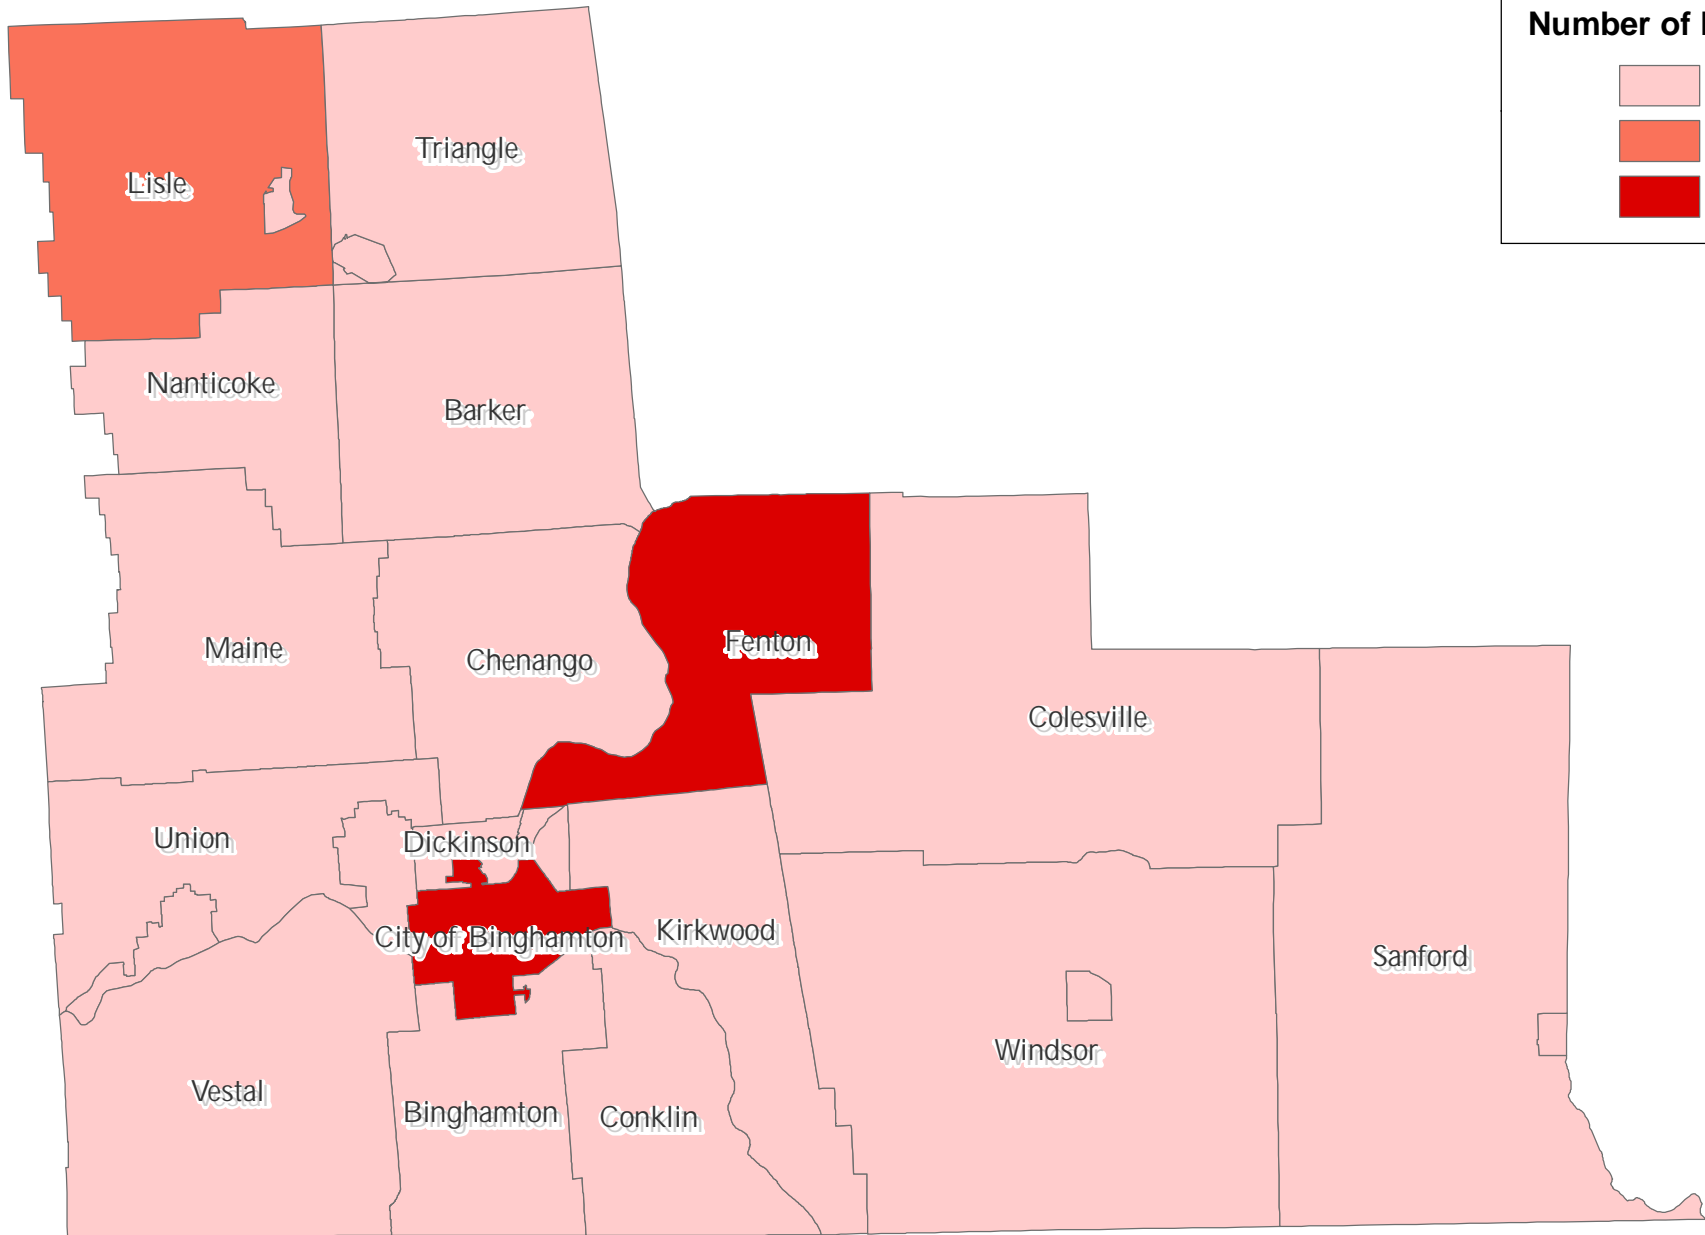 Number of
Triangle
Lisle
Nanticoke
Barker
Fenton
Maine
Chenango
Colesville
Union
Dickinson
City of Binghamton
Kirkwood
Sanford
Windsor
Vestal
Binghamton
Conklin